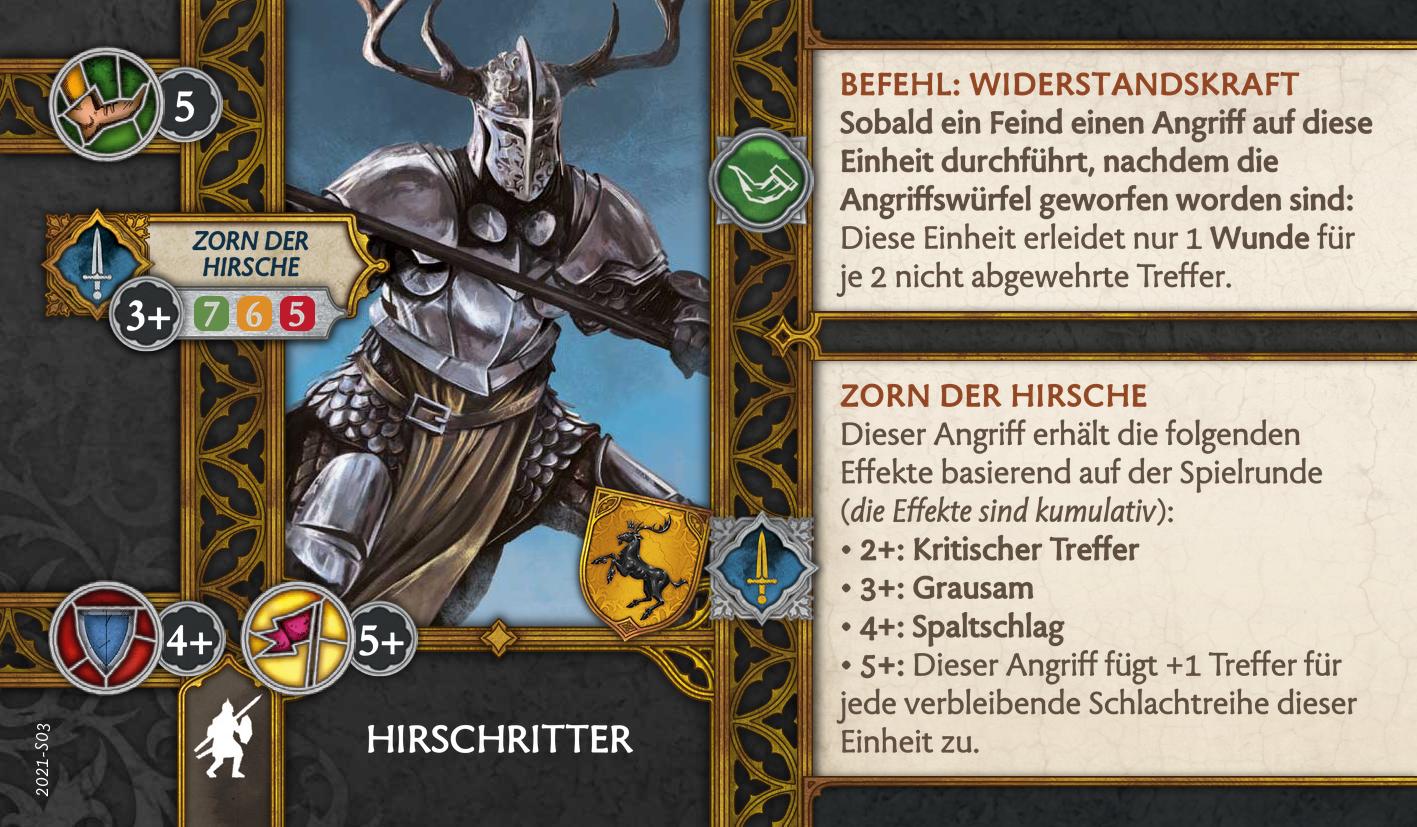 5
ZORN DER
HIRSCHE
3+ 7 6 5
4+ 5+
HIRSCHRITTER
2021-S03
BEFEHL: WIDERSTANDSKRAFT
Sobald ein Feind einen Angriff auf diese
Einheit durchführt, nachdem die
Angriffswürfel geworfen worden sind:
Diese Einheit erleidet nur 1 Wunde für
je 2 nicht abgewehrte Treffer.
ZORN DER HIRSCHE
Dieser Angriff erhält die folgenden
Effekte basierend auf der Spielrunde
(die Effekte sind kumulativ):
• 2+: Kritischer Treffer
• 3+: Grausam
• 4+: Spaltschlag
• 5+: Dieser Angriff fügt +1 Treffer für
jede verbleibende Schlachtreihe dieser
Einheit zu.